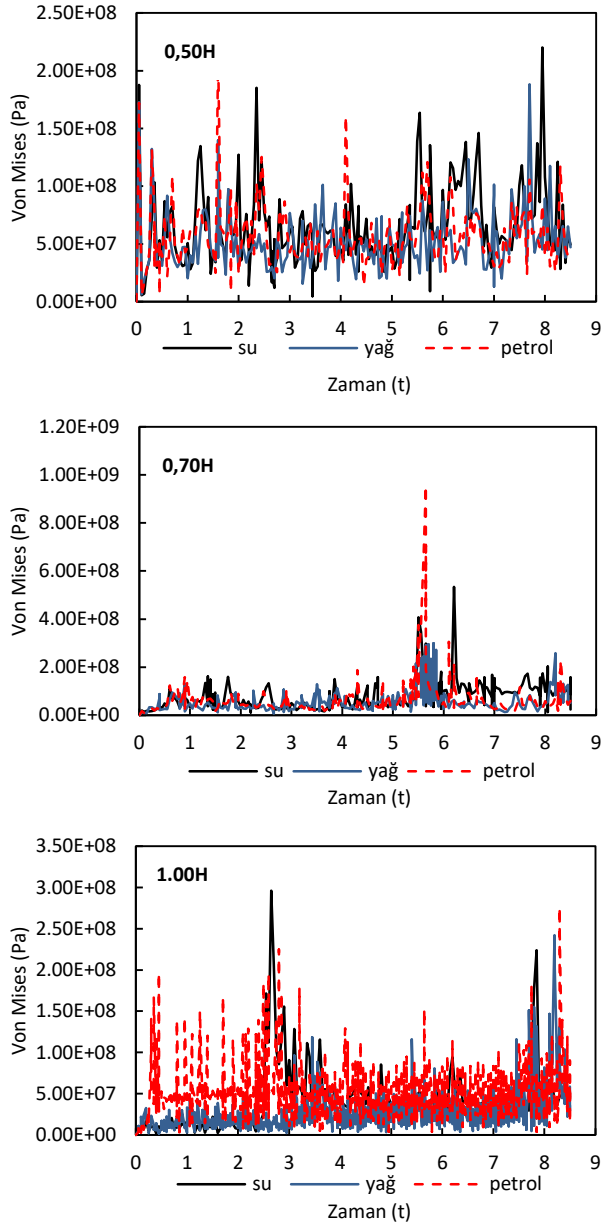 2.50E+08
2.00E+08
1.50E+08
1.00E+08
5.00E+07
0.00E+00
Von Mises (Pa)
0,50H
0 1 2 3 4 5 6 7 8 9
su yağ petrol
Zaman (t)
1.20E+09
1.00E+09
8.00E+08
6.00E+08
4.00E+08
2.00E+08
0.00E+00
Von Mises (Pa)
0,70H
0 1 2 3 4 5 6 7 8 9
su yağ petrol
Zaman (t)
3.50E+08
3.00E+08
2.50E+08
2.00E+08
1.50E+08
1.00E+08
5.00E+07
0.00E+00
Von Mises (Pa)
1.00H
0 1 2 3 4 5 6 7 8 9
su yağ petrol
Zaman (t)